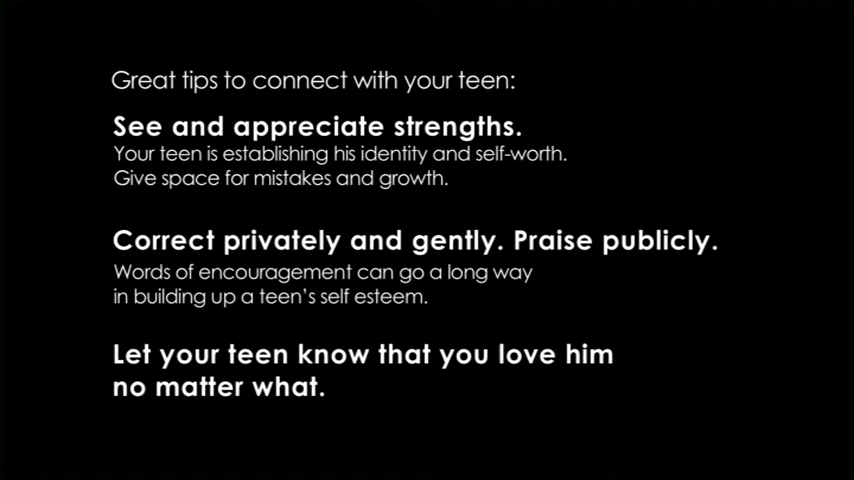 Great tips to connect with your teen:
See and appreciate strengths.
Your teen is establishing his identity and self-worth.
Give space for mistakes and growth.
Correct privately and gently. Praise publicly.
Words of encouragement can go a long way
in building up a teen's self esteem.
Let your teen know that you love him
no matter what.